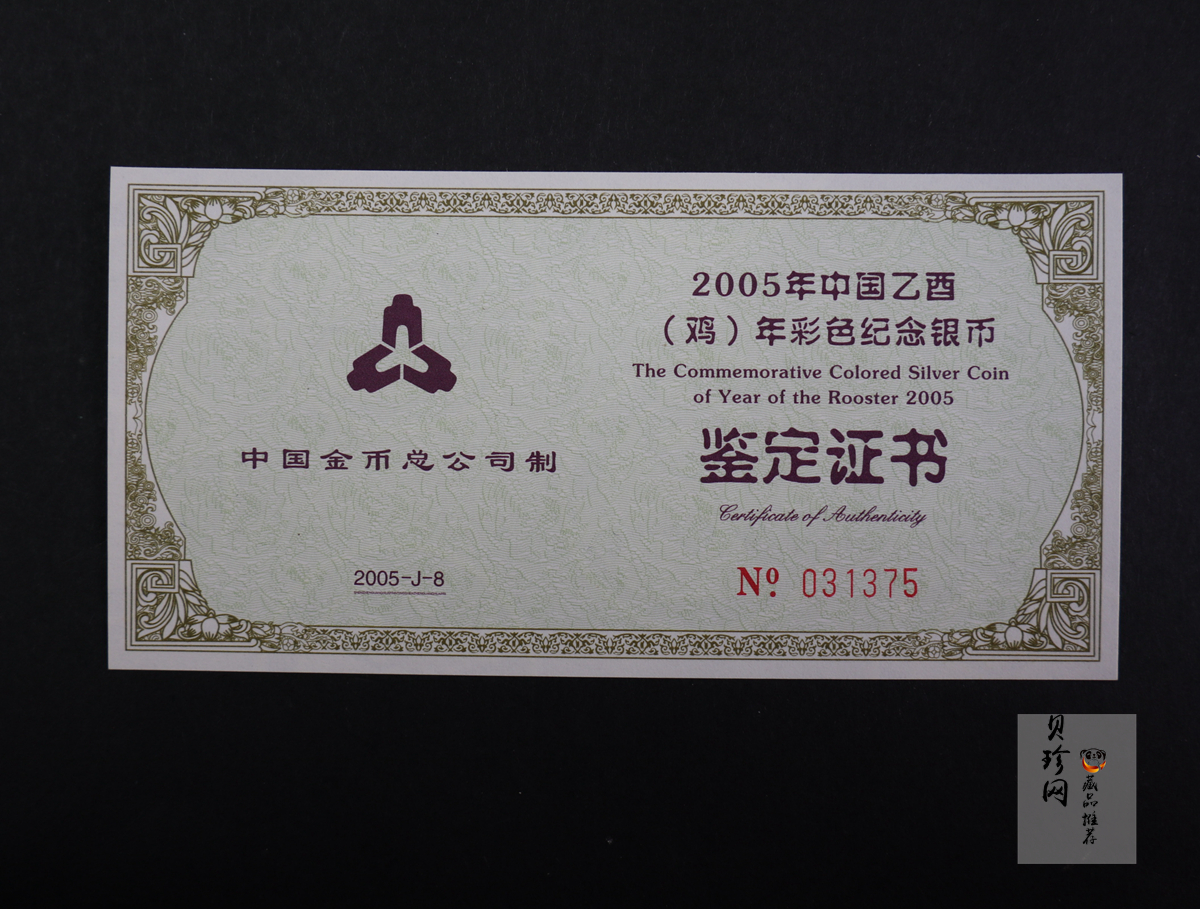 中国金币总公司制
2005-J-8
2005年中国乙酉
（鸡）年彩色纪念银币
The Commemorative Colored Silver Coin
of Year of the Rooster 2005
鉴定证书
Certificate of Authenticity
Nº 031375
贝珍网
藏品推荐